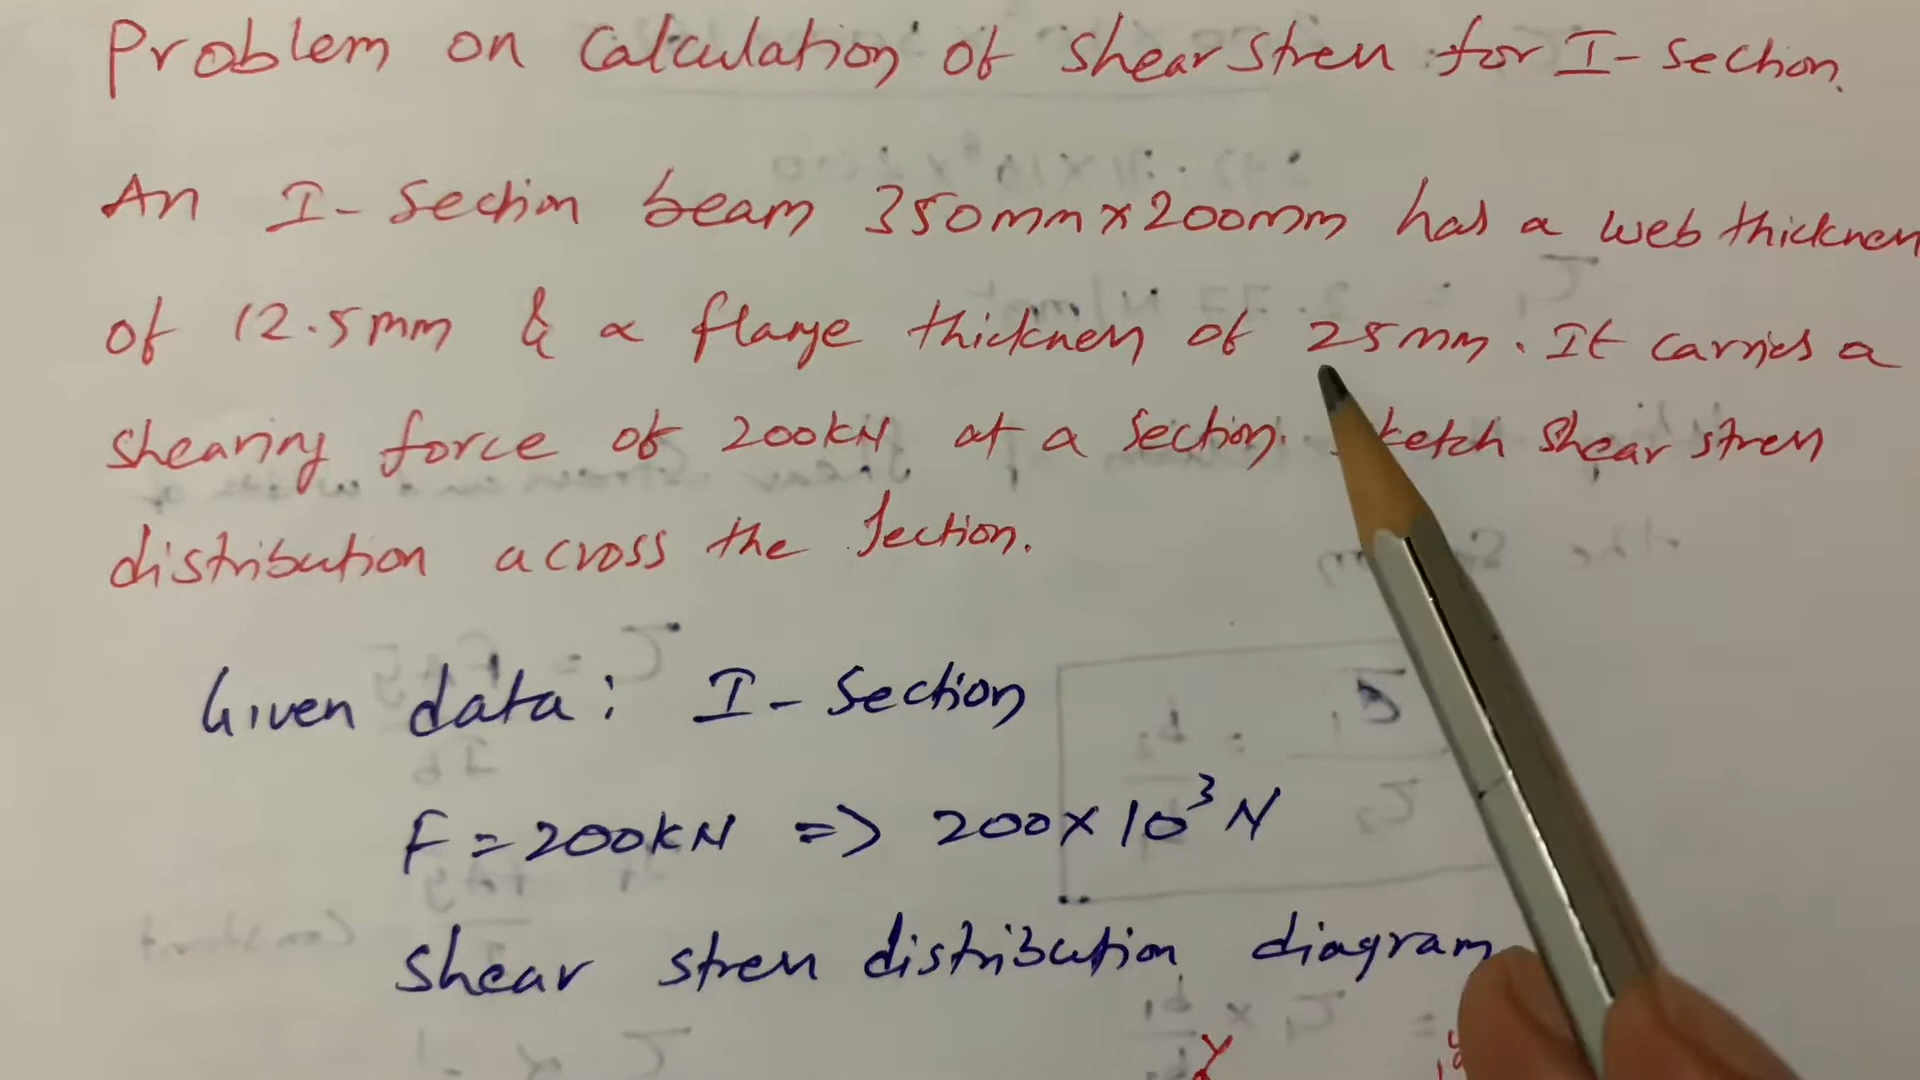 Problem on Calculation of shear stress for I-section.
An I-section beam 350mm×200mm has a web thickness
of 12.5mm & a flange thickness of 25mm. It carries a
shearing force of 200kN at a section. sketch shear stress
distribution across the section.
Given data: I-section
F=200kN => 200×10³N
shear stress distribution diagram